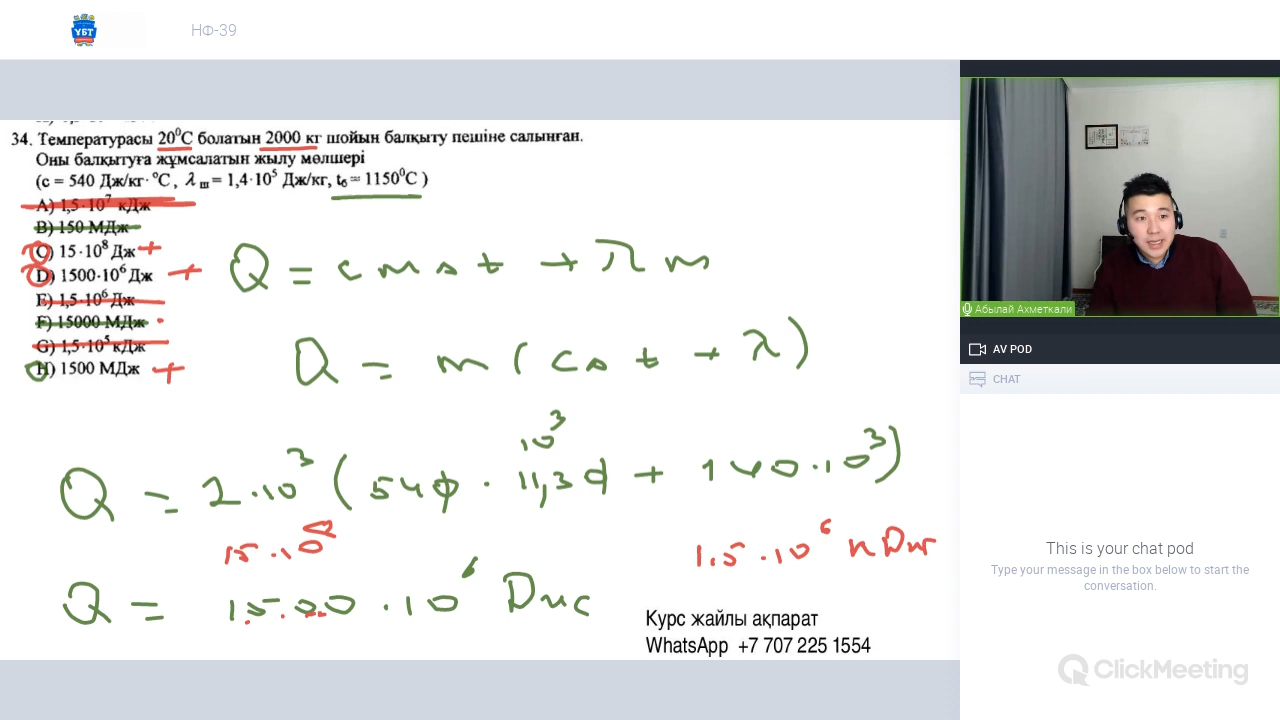 ҰБТ
НФ-39
34. Температурасы 20⁰С болатын 2000 кг шойын балқыту пешіне салынған.
Оны балқытуға жұмсалатын жылу мөлшері
(c = 540 Дж/кг·°С, λш = 1,4·10⁵ Дж/кг, tб = 1150⁰С )
A) 1,5·10⁷ кДж
B) 150 МДж
C) 15·10⁸ Дж +
D) 1500·10⁶ Дж +
E) 1,5·10⁶ Дж
F) 15000 МДж
G) 1,5·10⁵ кДж
H) 1500 МДж +
Q = cmΔt + λm
Q = m(cΔt + λ)
10³
Q = 2·10³(540·11,30 + 140·10³)
15·10⁸
1.5·10⁶ кДж
Q = 1500·10⁶ Дж
Курс жайлы ақпарат
WhatsApp +7 707 225 1554
Абылай Ахметкали
AV POD
CHAT
This is your chat pod
Type your message in the box below to start the
conversation.
ClickMeeting